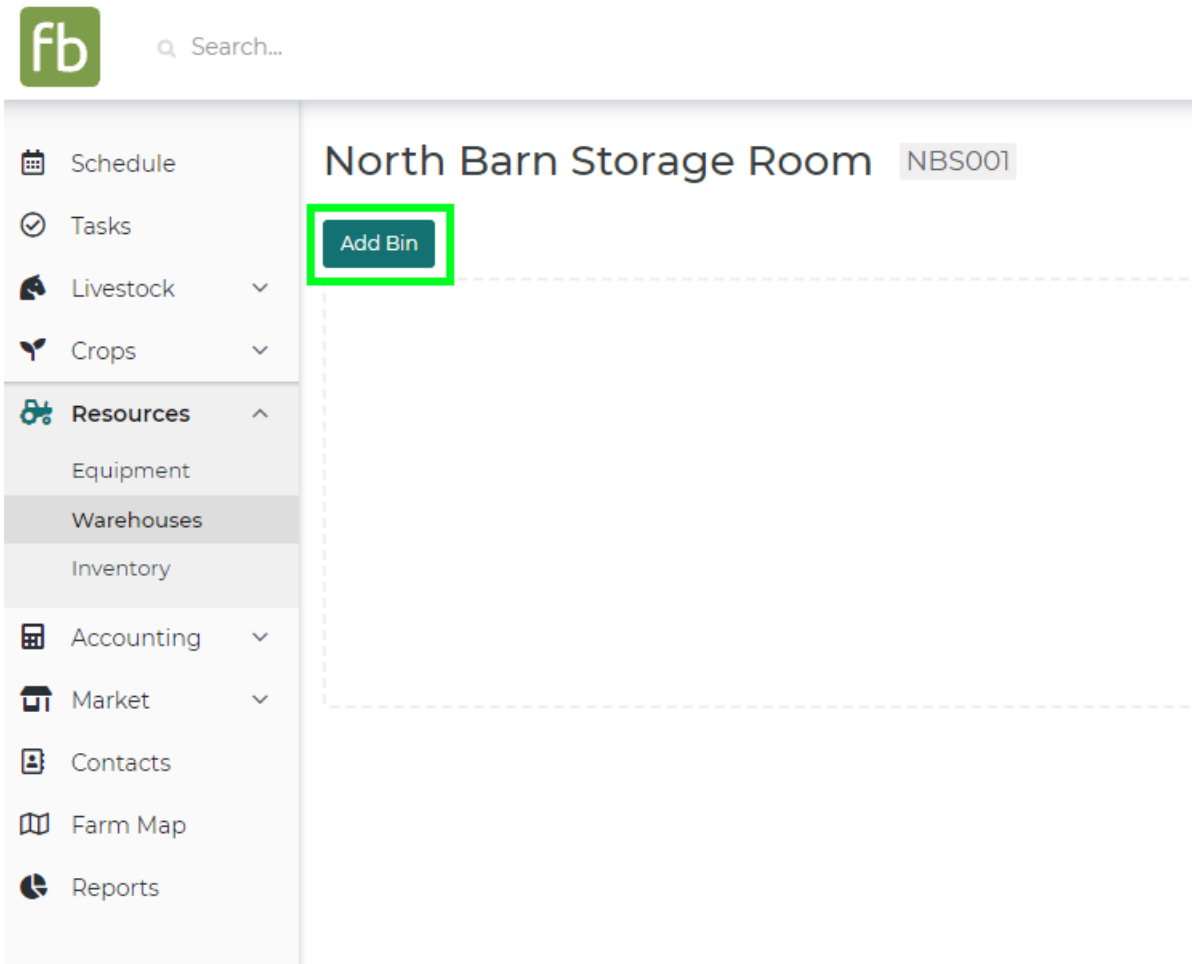 fb
Search...
Schedule
Tasks
Livestock
Crops
Resources
Equipment
Warehouses
Inventory
Accounting
Market
Contacts
Farm Map
Reports
North Barn Storage Room NBS001
Add Bin